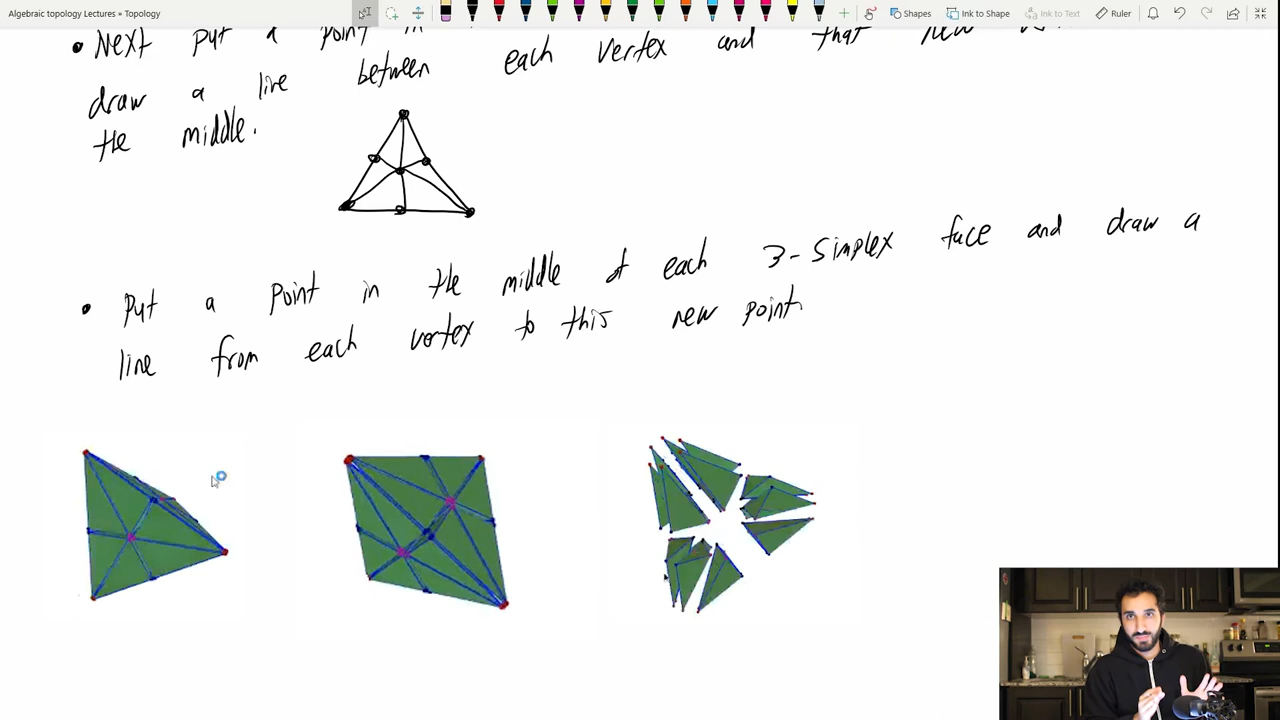 Algebraic topology Lectures » Topology
Shapes
Ink to Shape
Ink to Text
Ruler
• Next put a point in
draw a line between each vertex and that new
the middle.
• Put a point in the middle of each 3-simplex face and draw a
line from each vertex to this new point.